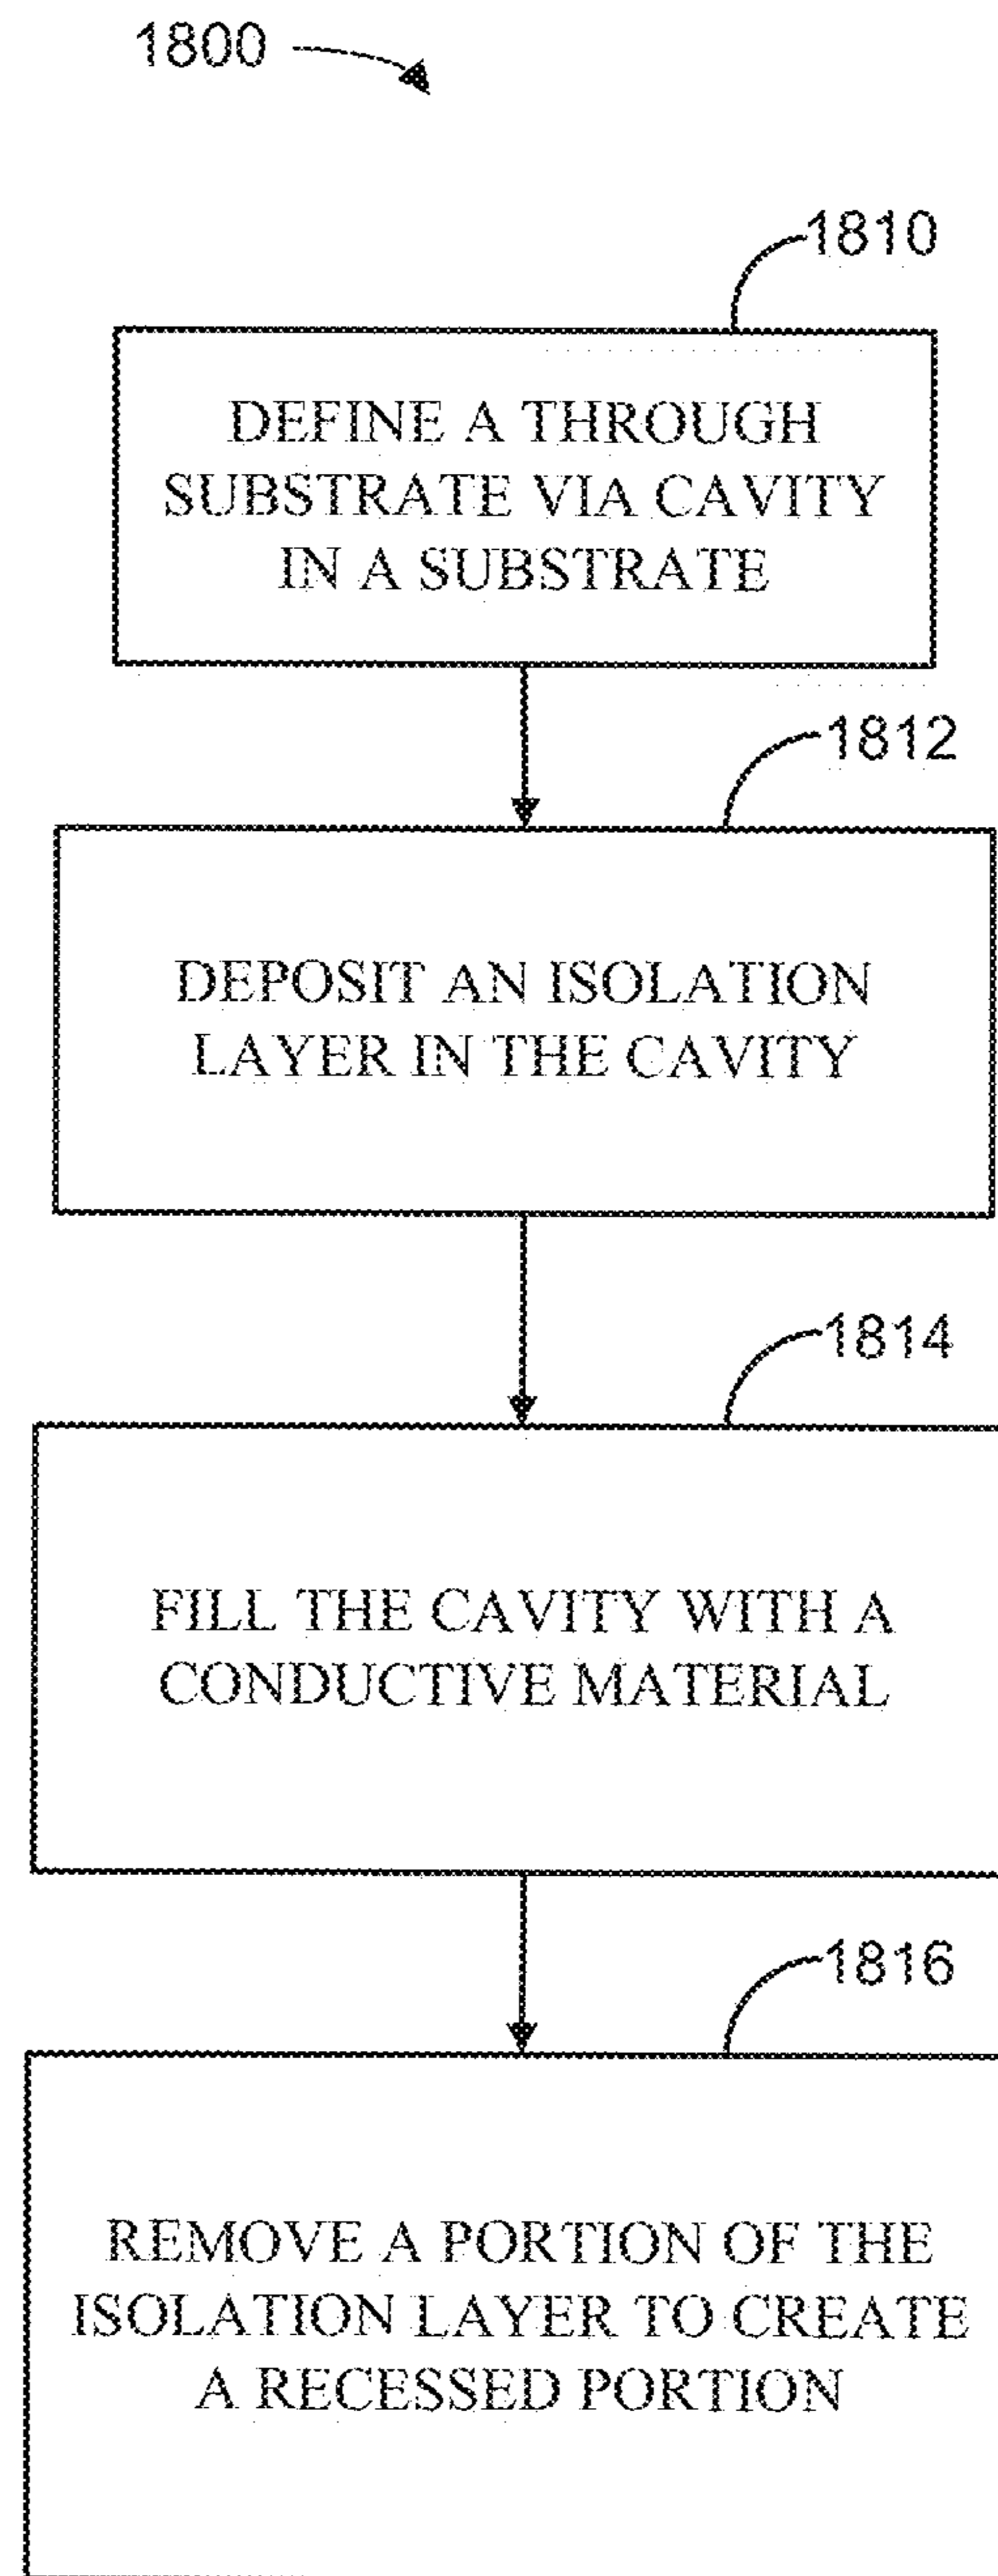 1800
1810
DEFINE A THROUGH
SUBSTRATE VIA CAVITY
IN A SUBSTRATE
1812
DEPOSIT AN ISOLATION
LAYER IN THE CAVITY
1814
FILL THE CAVITY WITH A
CONDUCTIVE MATERIAL
1816
REMOVE A PORTION OF THE
ISOLATION LAYER TO CREATE
A RECESSED PORTION